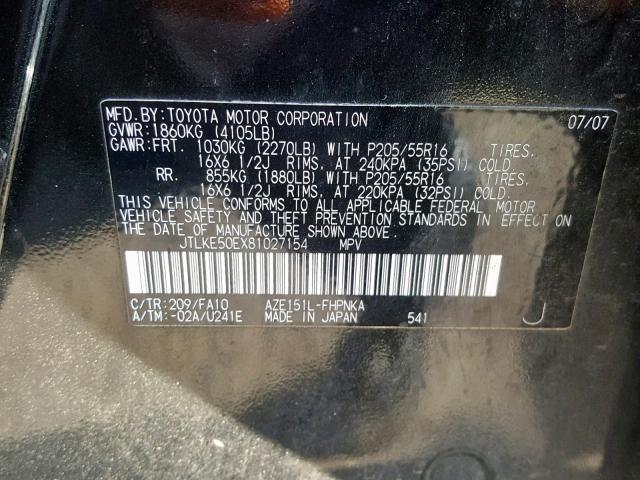 MFD.BY:TOYOTA MOTOR CORPORATION 07/07
GVWR:1860KG (4105LB)
GAWR:FRT. 1030KG (2270LB) WITH P205/55R16 TIRES,
16X6 1/2J RIMS, AT 240KPA (35PSI) COLD
RR. 855KG (1880LB) WITH P205/55R16 TIRES,
16X6 1/2J RIMS, AT 220KPA (32PSI) COLD
THIS VEHICLE CONFORMS TO ALL APPLICABLE FEDERAL MOTOR
VEHICLE SAFETY AND THEFT PREVENTION STANDARDS IN EFFECT ON
THE DATE OF MANUFACTURE SHOWN ABOVE.
JTLKE50EX81027154 MPV
C/TR:209/FA10 AZE151L-FHPNKA
A/TM:-02A/U241E MADE IN JAPAN 541 J